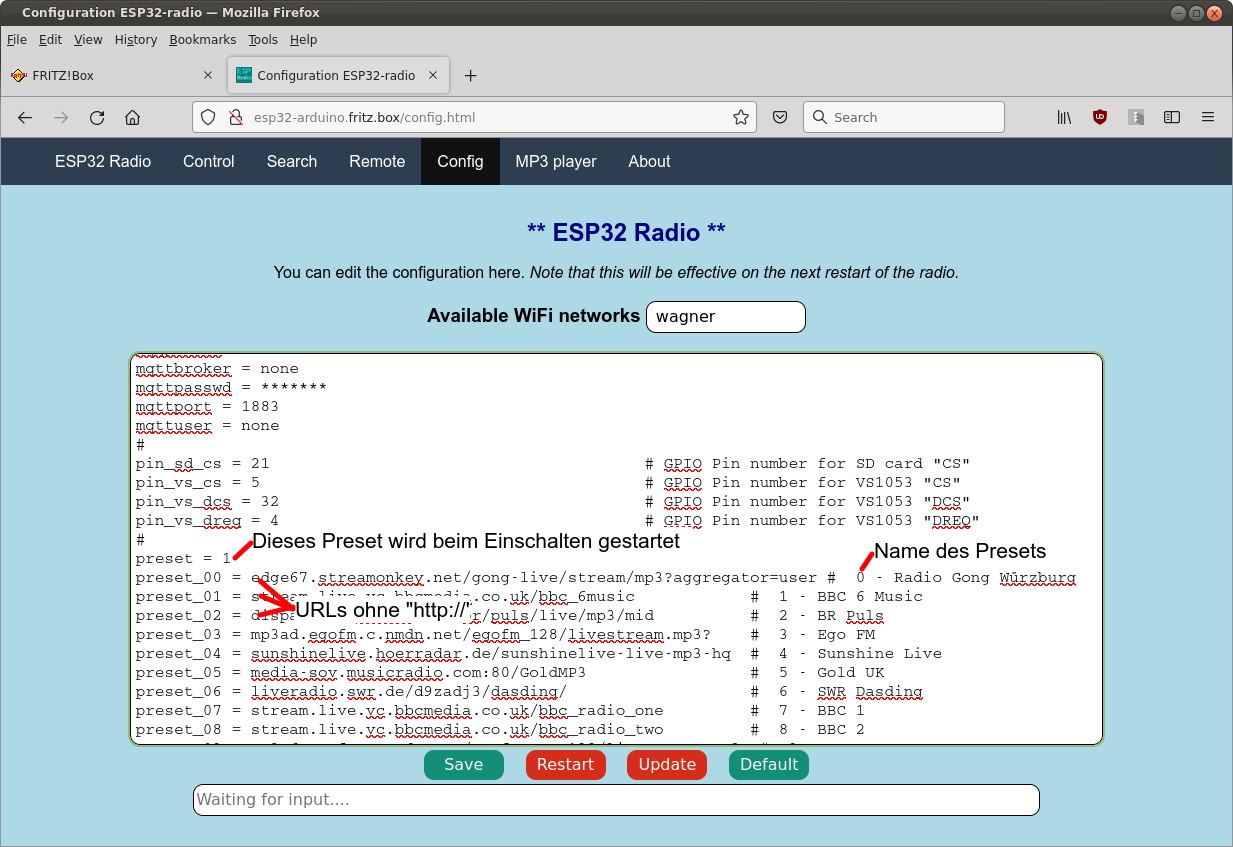 Configuration ESP32-radio — Mozilla Firefox
File Edit View History Bookmarks Tools Help
FRITZ!Box
Configuration ESP32-radio
esp32-arduino.fritz.box/config.html
Search
ESP32 Radio Control Search Remote Config MP3 player About
** ESP32 Radio **
You can edit the configuration here. Note that this will be effective on the next restart of the radio.
Available WiFi networks wagner
mqttbroker = none
mqttpasswd = *******
mqttport = 1883
mqttuser = none
#
pin_sd_cs = 21 # GPIO Pin number for SD card "CS"
pin_vs_cs = 5 # GPIO Pin number for VS1053 "CS"
pin_vs_dcs = 32 # GPIO Pin number for VS1053 "DCS"
pin_vs_dreq = 4 # GPIO Pin number for VS1053 "DREQ"
#
Dieses Preset wird beim Einschalten gestartet
Name des Presets
preset = 1
preset_00 = edge67.streamonkey.net/gong-live/stream/mp3?aggregator=user # 0 - Radio Gong Würzburg
preset_01 = stream.live.vc.bbcmedia.co.uk/bbc_6music # 1 - BBC 6 Music
URLs ohne "http://"
preset_02 = /puls/live/mp3/mid # 2 - BR Puls
preset_03 = mp3ad.egofm.c.nmdn.net/egofm_128/livestream.mp3? # 3 - Ego FM
preset_04 = sunshinelive.hoerradar.de/sunshinelive-live-mp3-hq # 4 - Sunshine Live
preset_05 = media-sov.musicradio.com:80/GoldMP3 # 5 - Gold UK
preset_06 = liveradio.swr.de/d9zadj3/dasding/ # 6 - SWR Dasding
preset_07 = stream.live.vc.bbcmedia.co.uk/bbc_radio_one # 7 - BBC 1
preset_08 = stream.live.vc.bbcmedia.co.uk/bbc_radio_two # 8 - BBC 2
Save Restart Update Default
Waiting for input....